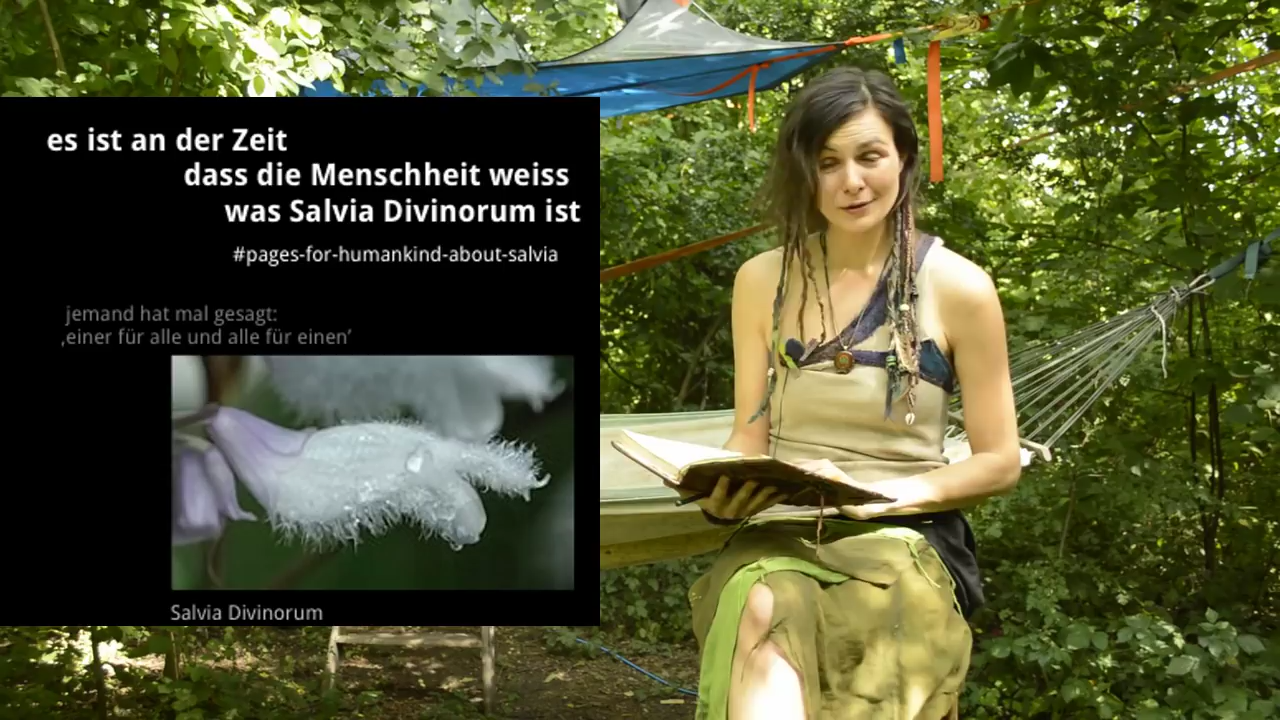 es ist an der Zeit
dass die Menschheit weiss
was Salvia Divinorum ist
#pages-for-humankind-about-salvia
jemand hat mal gesagt:
‚einer für alle und alle für einen‘
Salvia Divinorum